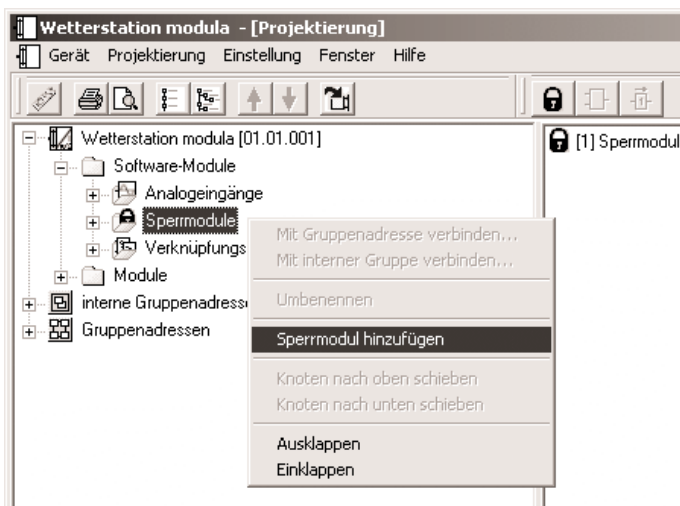 Wetterstation modula - [Projektierung]
Gerät Projektierung Einstellung Fenster Hilfe
Wetterstation modula [01.01.001]
[1] Sperrmodul
Software-Module
Analogeingänge
Sperrmodule
Verknüpfungs
Module
interne Gruppenadress
Gruppenadressen
Mit Gruppenadresse verbinden...
Mit interner Gruppe verbinden...
Umbenennen
Sperrmodul hinzufügen
Knoten nach oben schieben
Knoten nach unten schieben
Ausklappen
Einklappen